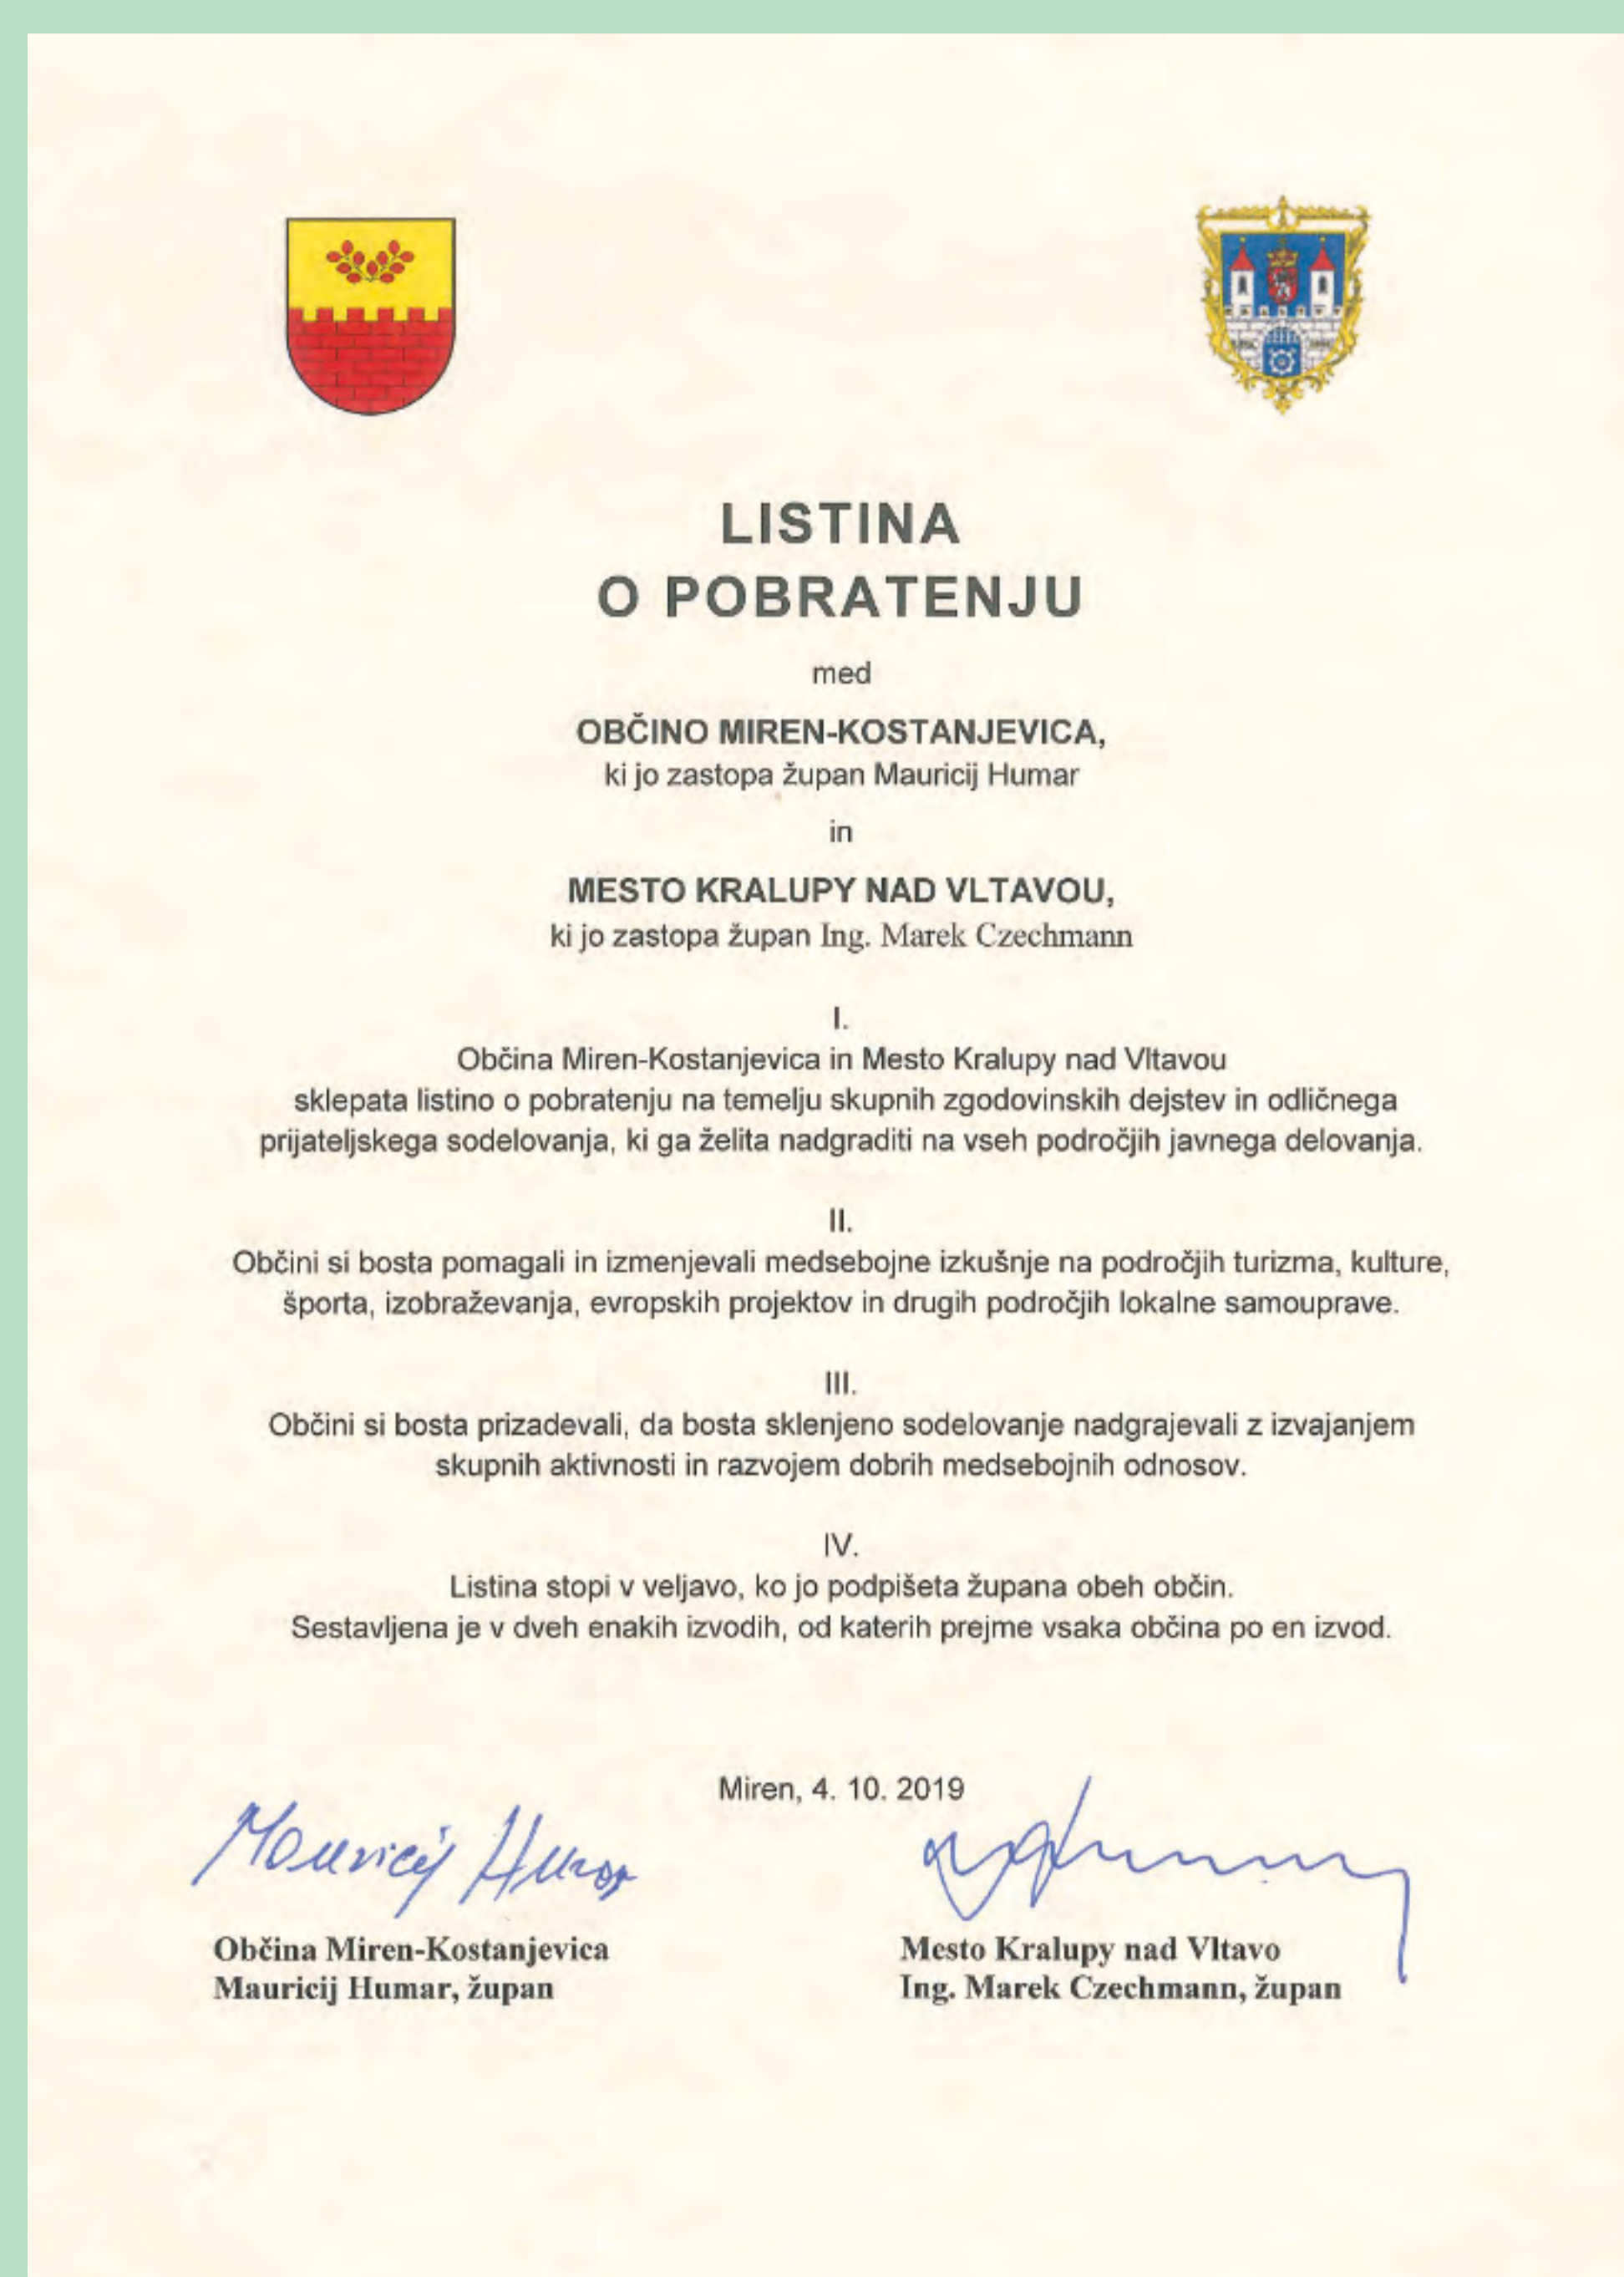 LISTINA
O POBRATENJU
med
OBČINO MIREN-KOSTANJEVICA,
ki jo zastopa župan Mauricij Humar
in
MESTO KRALUPY NAD VLTAVOU,
ki jo zastopa župan Ing. Marek Czechmann
I.
Občina Miren-Kostanjevica in Mesto Kralupy nad Vltavou
sklepata listino o pobratenju na temelju skupnih zgodovinskih dejstev in odličnega
prijateljskega sodelovanja, ki ga želita nadgraditi na vseh področjih javnega delovanja.
II.
Občini si bosta pomagali in izmenjevali medsebojne izkušnje na področjih turizma, kulture,
športa, izobraževanja, evropskih projektov in drugih področjih lokalne samouprave.
III.
Občini si bosta prizadevali, da bosta sklenjeno sodelovanje nadgrajevali z izvajanjem
skupnih aktivnosti in razvojem dobrih medsebojnih odnosov.
IV.
Listina stopi v veljavo, ko jo podpišeta župana obeh občin.
Sestavljena je v dveh enakih izvodih, od katerih prejme vsaka občina po en izvod.
Miren, 4. 10. 2019
Mauricij Humar
Občina Miren-Kostanjevica
Mauricij Humar, župan
Mesto Kralupy nad Vltavo
Ing. Marek Czechmann, župan